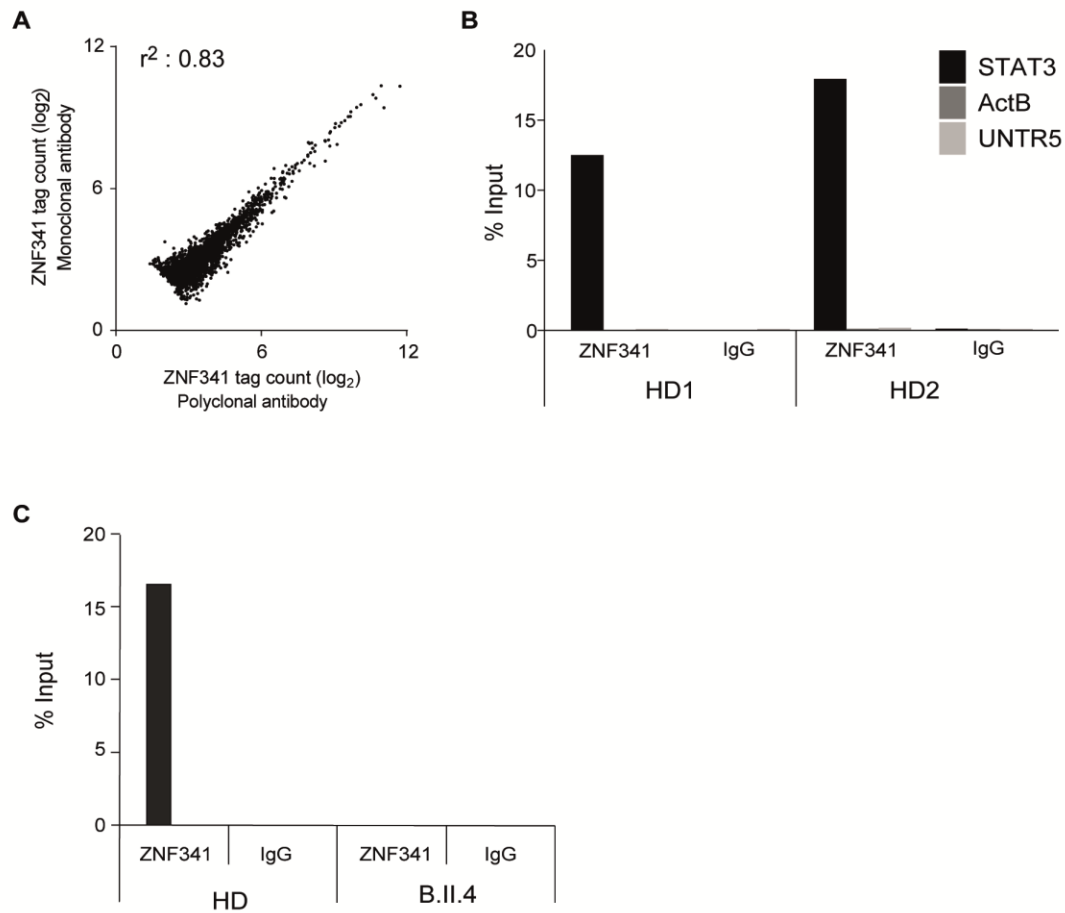 A
12
r² : 0.83
ZNF341 tag count (log2)
Monoclonal antibody
6
0
0 6 12
ZNF341 tag count (log₂)
Polyclonal antibody
B
20
15
10
5
0
% Input
STAT3
ActB
UNTR5
ZNF341 IgG ZNF341 IgG
HD1 HD2
C
20
15
10
5
0
% Input
ZNF341 IgG ZNF341 IgG
HD B.II.4